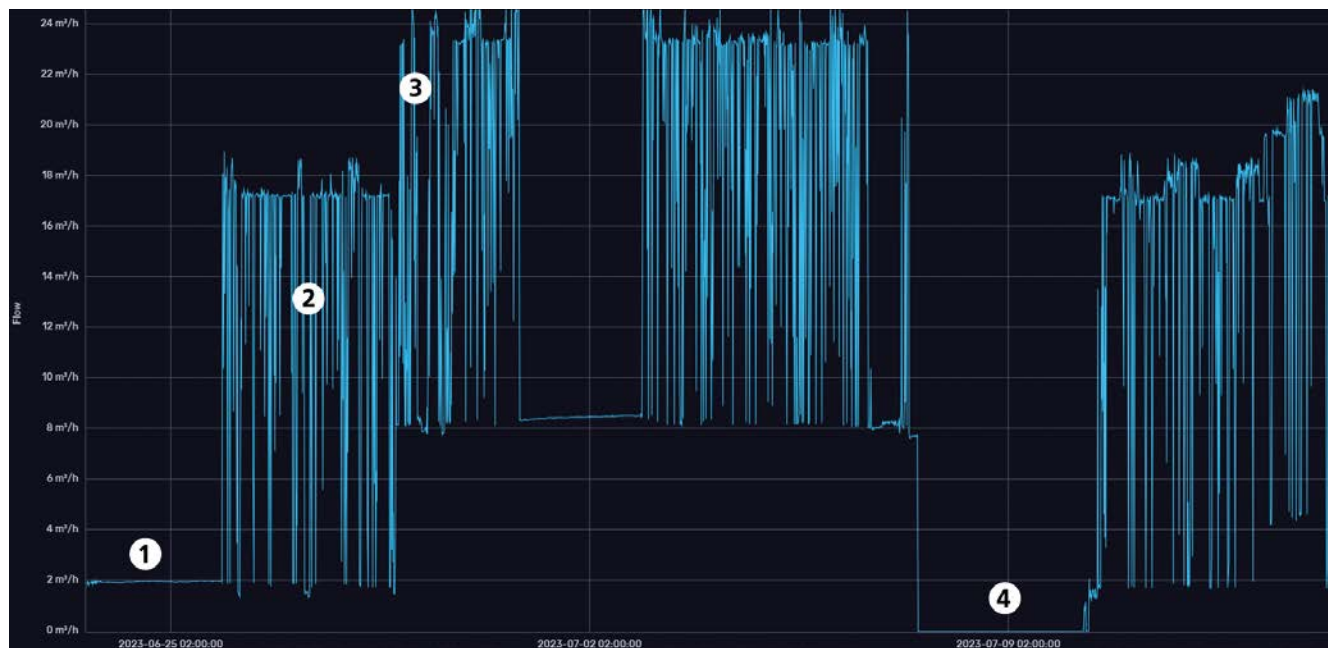 24 m³/h
22 m³/h
20 m³/h
18 m³/h
16 m³/h
14 m³/h
12 m³/h
10 m³/h
8 m³/h
6 m³/h
4 m³/h
2 m³/h
0 m³/h
Flow
1
2
3
4
2023-06-25 02:00:00
2023-07-02 02:00:00
2023-07-09 02:00:00